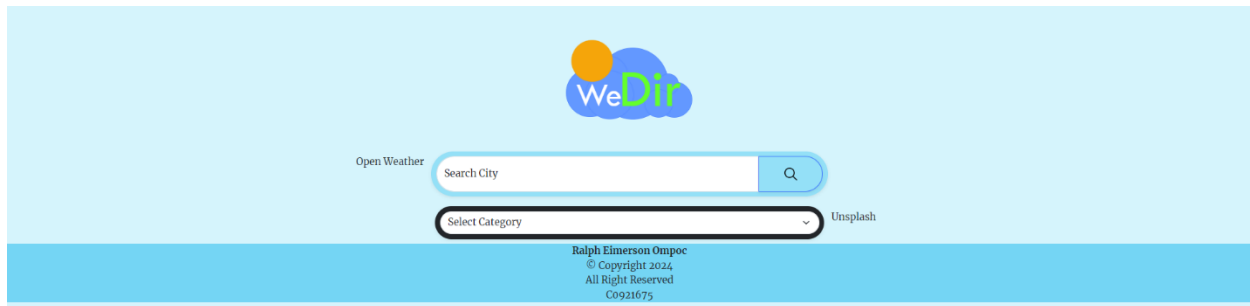 WeDir
Open Weather
Search City
Select Category
Unsplash
Ralph Eimerson Ompoc
© Copyright 2024
All Right Reserved
C0921675